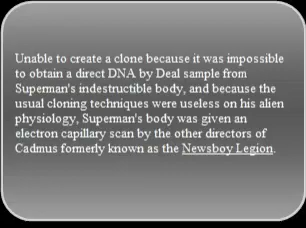 Unable to create a clone because it was impossible
to obtain a direct DNA by Deal sample from
Superman's indestructible body, and because the
usual cloning techniques were useless on his alien
physiology, Superman's body was given an
electron capillary scan by the other directors of
Cadmus formerly known as the Newsboy Legion.